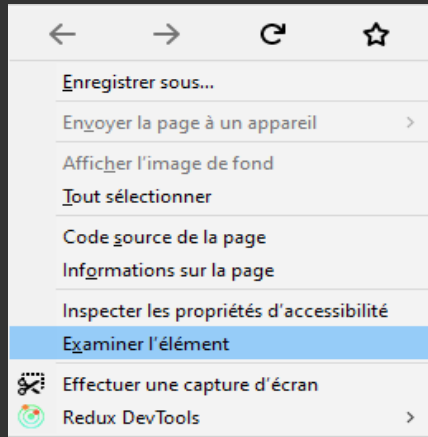 Enregistrer sous...
Envoyer la page à un appareil
Afficher l'image de fond
Tout sélectionner
Code source de la page
Informations sur la page
Inspecter les propriétés d'accessibilité
Examiner l'élément
Effectuer une capture d'écran
Redux DevTools